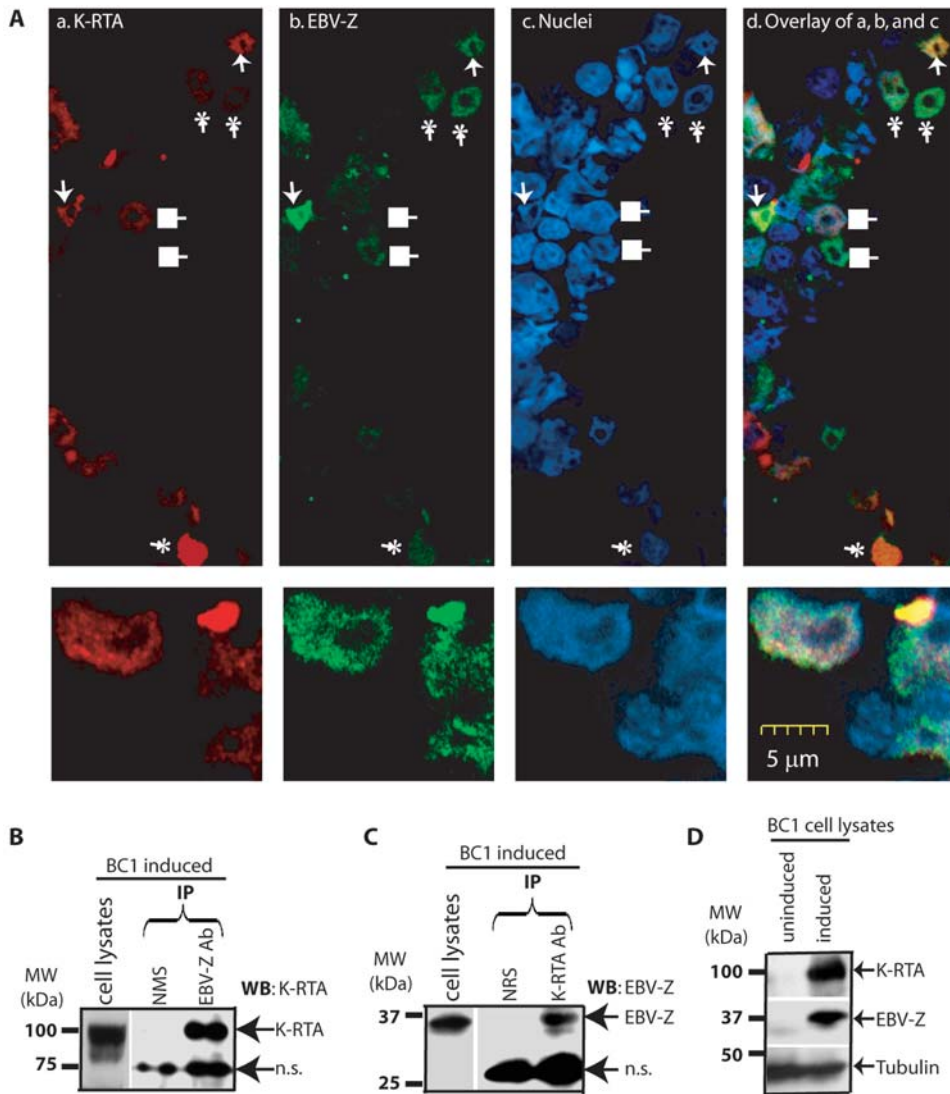 A
a. K-RTA
b. EBV-Z
c. Nuclei
d. Overlay of a, b, and c
5 μm
B
BC1 induced
IP
cell lysates
NMS
EBV-Z Ab
MW
(kDa)
WB: K-RTA
100
K-RTA
75
n.s.
C
BC1 induced
IP
cell lysates
NRS
K-RTA Ab
MW
(kDa)
WB: EBV-Z
37
EBV-Z
25
n.s.
D
BC1 cell lysates
uninduced
induced
MW
(kDa)
100
K-RTA
37
EBV-Z
50
Tubulin